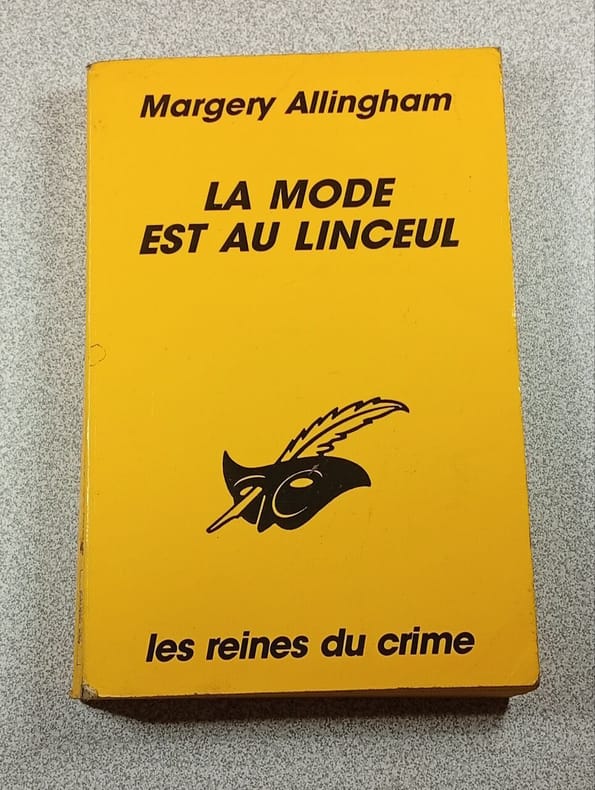 Margery Allingham
LA MODE
EST AU LINCEUL
les reines du crime